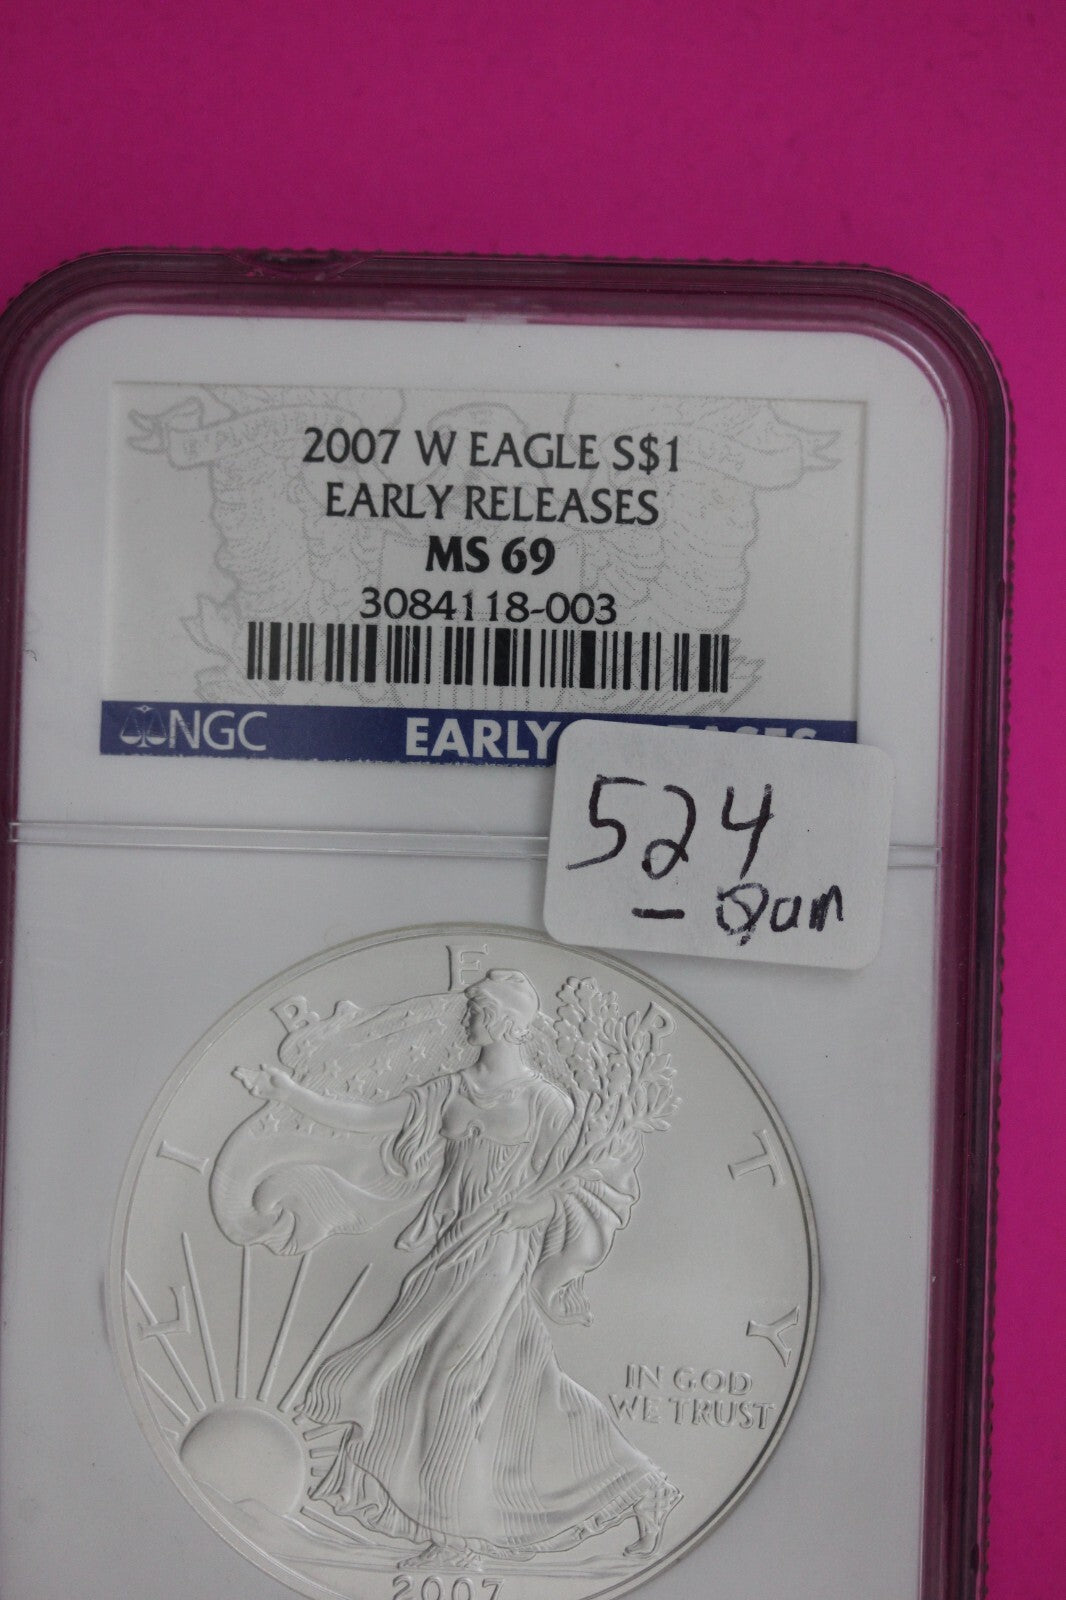 2007 W EAGLE S$1
EARLY RELEASES
MS 69
3084118-003
NGC EARLY
524
LIBERTY
IN GOD
WE TRUST
2007